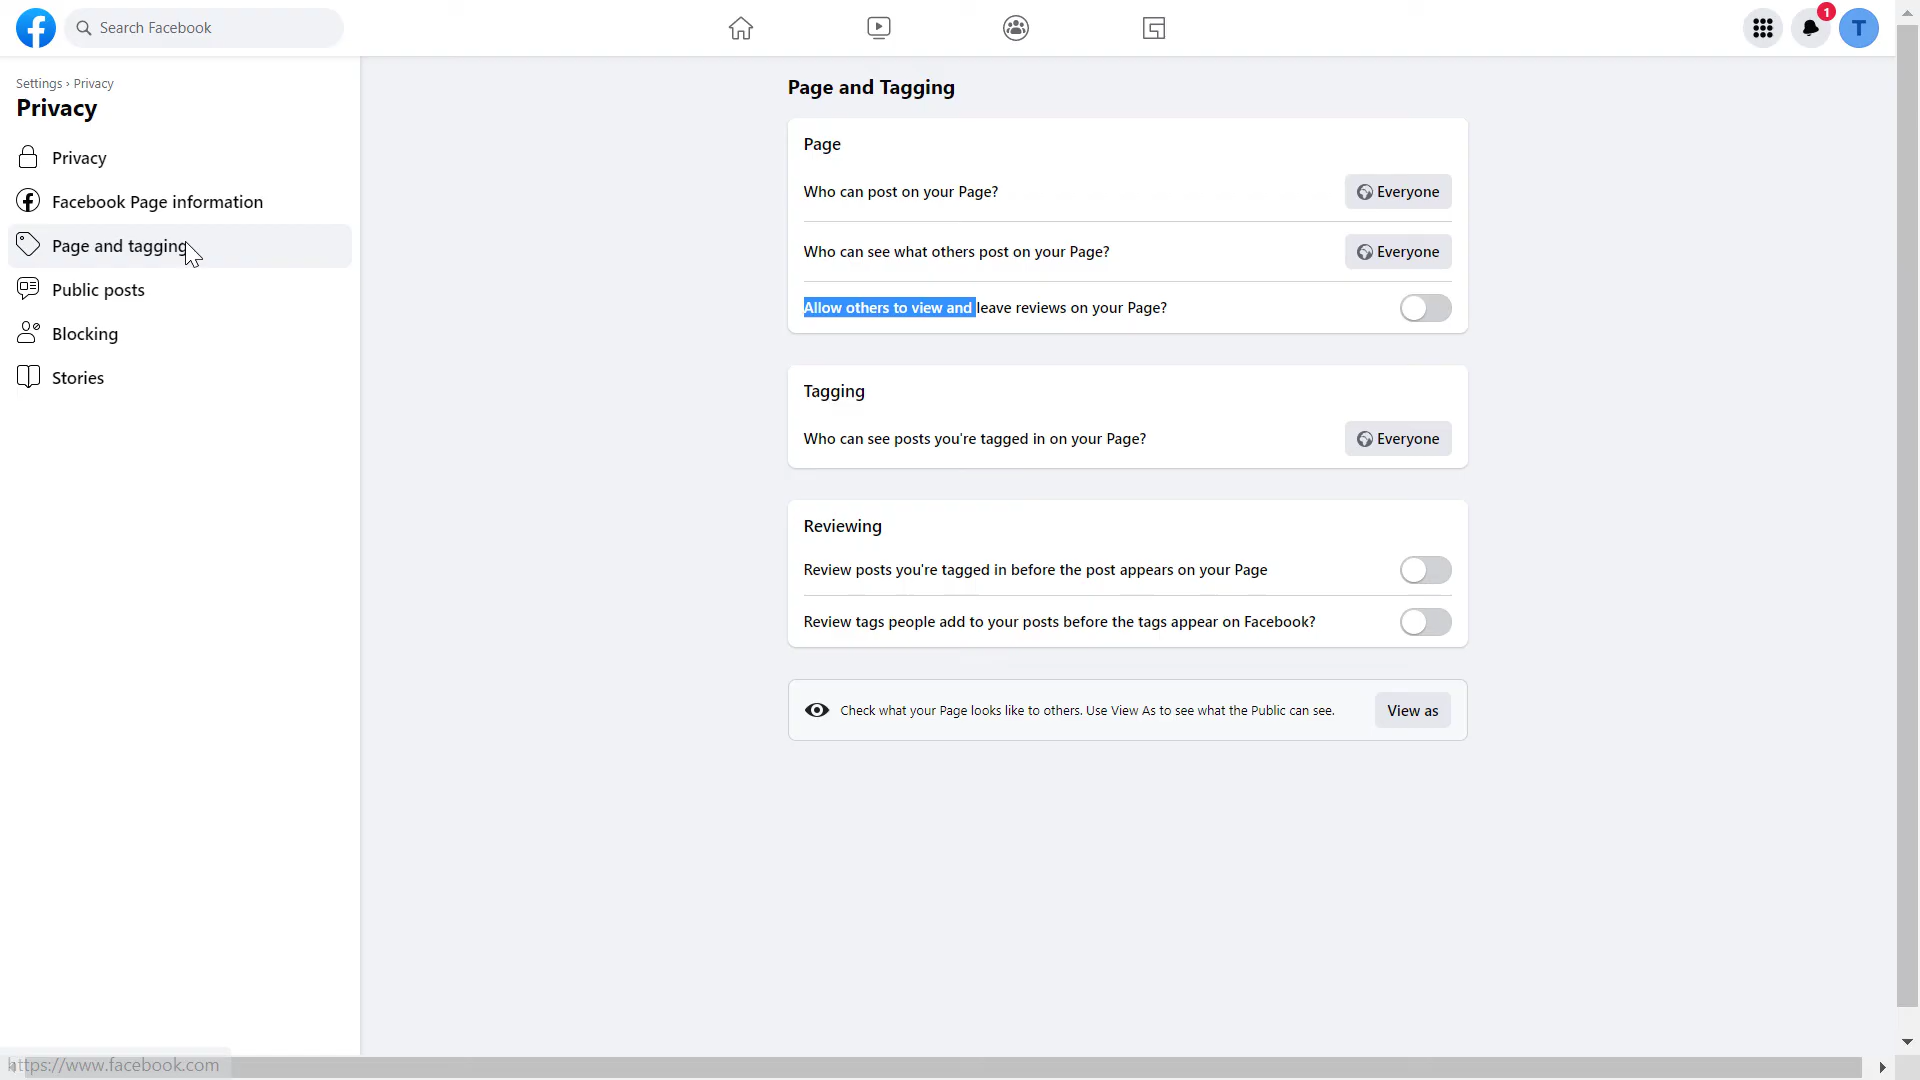 Search Facebook
1
T
Settings › Privacy
Privacy
Privacy
Facebook Page information
Page and tagging
Public posts
Blocking
Stories
Page and Tagging
Page
Who can post on your Page?
Everyone
Who can see what others post on your Page?
Everyone
Allow others to view and leave reviews on your Page?
Tagging
Who can see posts you're tagged in on your Page?
Everyone
Reviewing
Review posts you're tagged in before the post appears on your Page
Review tags people add to your posts before the tags appear on Facebook?
Check what your Page looks like to others. Use View As to see what the Public can see.
View as
https://www.facebook.com